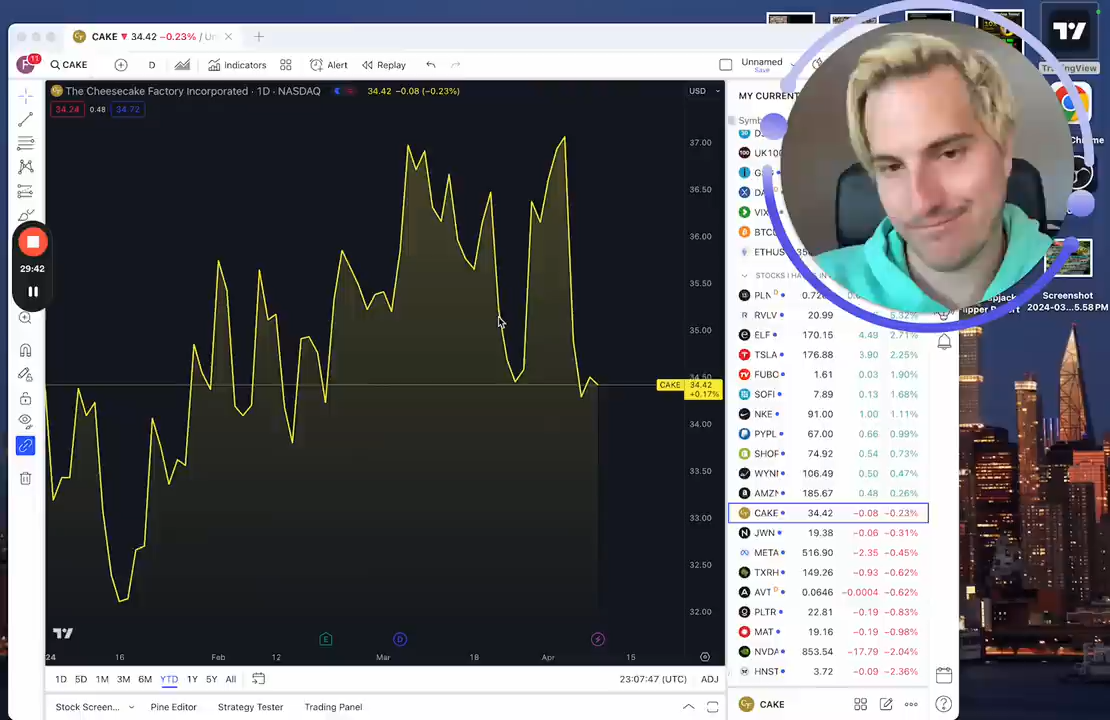 CAKE ▼ 34.42 −0.23% / Un
11
CAKE
D
Indicators
Alert
Replay
Unnamed
Save
The Cheesecake Factory Incorporated · 1D · NASDAQ
34.42 −0.08 (−0.23%)
USD
34.24 0.48 34.72
MY CURRENT
37.00
36.50
36.00
35.50
35.00
34.50
CAKE 34.42
+0.17%
34.00
33.50
33.00
32.50
32.00
29:42
E
D
24
16
Feb
12
Mar
18
Apr
15
1D 5D 1M 3M 6M YTD 1Y 5Y All
23:07:47 (UTC)
ADJ
Stock Screen...
Pine Editor
Strategy Tester
Trading Panel
UK100
VIX
BTC
ETHUS
STOCKS I HA
RVLV 20.99 5.32%
ELF 170.15 4.49 2.71%
TSLA 176.88 3.90 2.25%
FUBO 1.61 0.03 1.90%
SOFI 7.89 0.13 1.68%
NKE 91.00 1.00 1.11%
PYPL 67.00 0.66 0.99%
SHOP 74.92 0.54 0.73%
WYNN 106.49 0.50 0.47%
AMZN 185.67 0.48 0.26%
CAKE 34.42 −0.08 −0.23%
JWN 19.38 −0.06 −0.31%
META 516.90 −2.35 −0.45%
TXRH 149.26 −0.93 −0.62%
AVT D 0.0646 −0.0004 −0.62%
PLTR 22.81 −0.19 −0.83%
MAT 19.16 −0.19 −0.98%
NVDA 853.54 −17.79 −2.04%
HNST 3.72 −0.09 −2.36%
CAKE
TradingView
Chrome
Screenshot
2024-03...5.58 PM